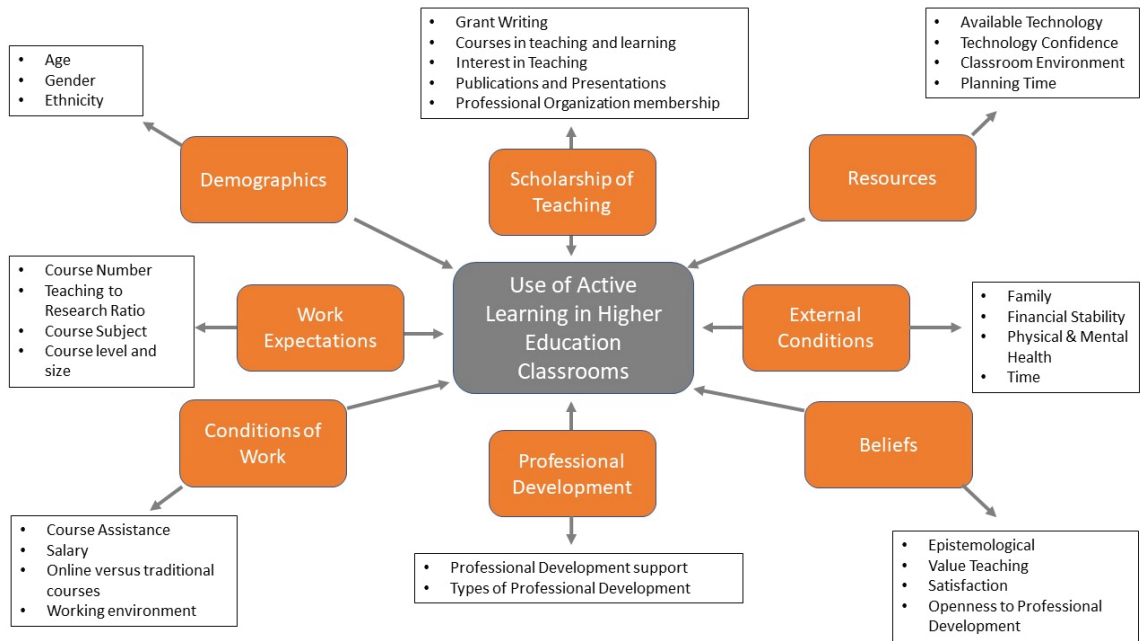 • Age
• Gender
• Ethnicity
• Grant Writing
• Courses in teaching and learning
• Interest in Teaching
• Publications and Presentations
• Professional Organization membership
• Available Technology
• Technology Confidence
• Classroom Environment
• Planning Time
Demographics
Scholarship of
Teaching
Resources
• Course Number
• Teaching to
Research Ratio
• Course Subject
• Course level and
size
Work
Expectations
Use of Active
Learning in Higher
Education
Classrooms
External
Conditions
• Family
• Financial Stability
• Physical & Mental
Health
• Time
Conditions of
Work
Professional
Development
Beliefs
• Course Assistance
• Salary
• Online versus traditional
courses
• Working environment
• Professional Development support
• Types of Professional Development
• Epistemological
• Value Teaching
• Satisfaction
• Openness to Professional
Development